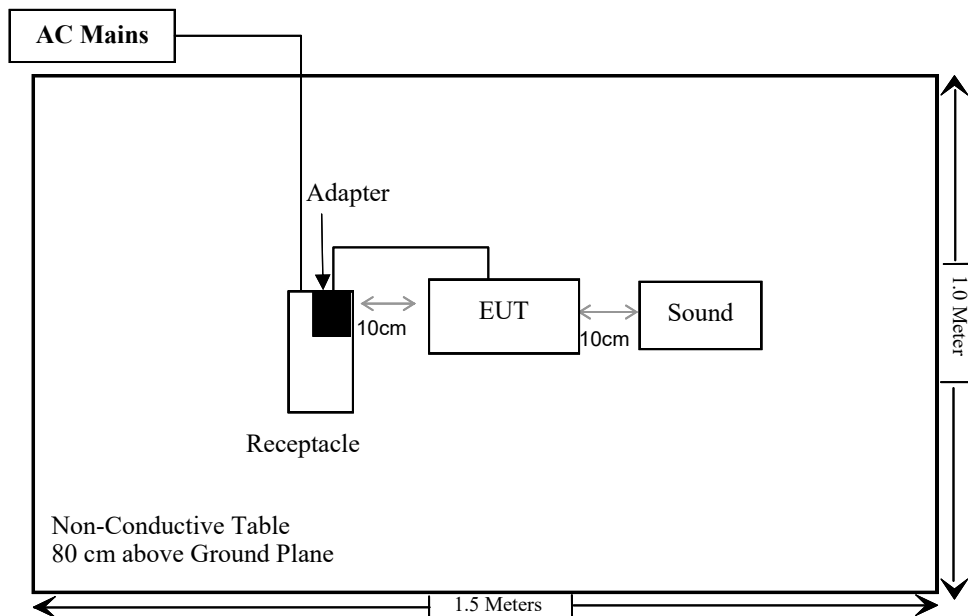 AC Mains
Adapter
EUT
Sound
10cm
10cm
1.0 Meter
Receptacle
Non-Conductive Table
80 cm above Ground Plane
1.5 Meters